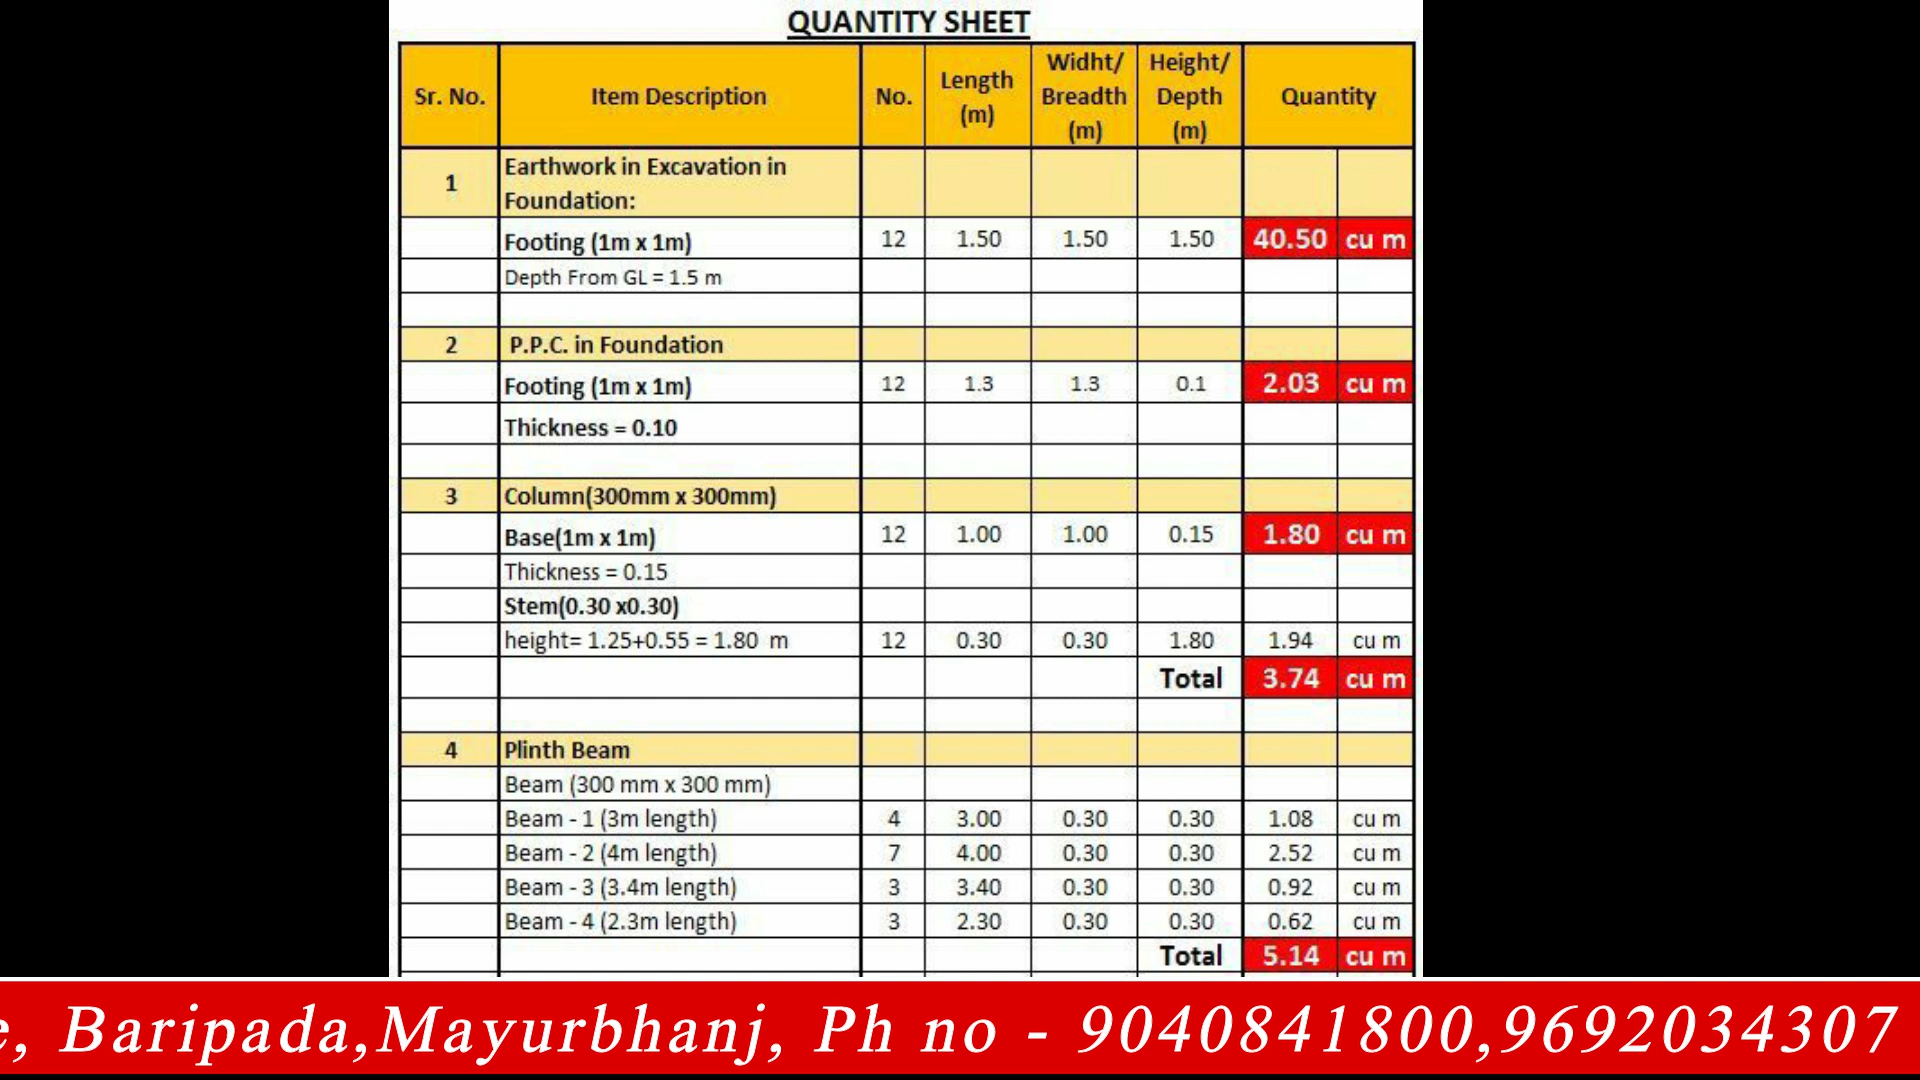 QUANTITY SHEET
Sr. No. Item Description No. Length (m) Widht/ Breadth (m) Height/ Depth (m) Quantity
1 Earthwork in Excavation in
Foundation:
Footing (1m x 1m) 12 1.50 1.50 1.50 40.50 cu m
Depth From GL = 1.5 m
2 P.P.C. in Foundation
Footing (1m x 1m) 12 1.3 1.3 0.1 2.03 cu m
Thickness = 0.10
3 Column(300mm x 300mm)
Base(1m x 1m) 12 1.00 1.00 0.15 1.80 cu m
Thickness = 0.15
Stem(0.30 x0.30)
height= 1.25+0.55 = 1.80 m 12 0.30 0.30 1.80 1.94 cu m
Total 3.74 cu m
4 Plinth Beam
Beam (300 mm x 300 mm)
Beam - 1 (3m length) 4 3.00 0.30 0.30 1.08 cu m
Beam - 2 (4m length) 7 4.00 0.30 0.30 2.52 cu m
Beam - 3 (3.4m length) 3 3.40 0.30 0.30 0.92 cu m
Beam - 4 (2.3m length) 3 2.30 0.30 0.30 0.62 cu m
Total 5.14 cu m
e, Baripada,Mayurbhanj, Ph no - 9040841800,9692034307